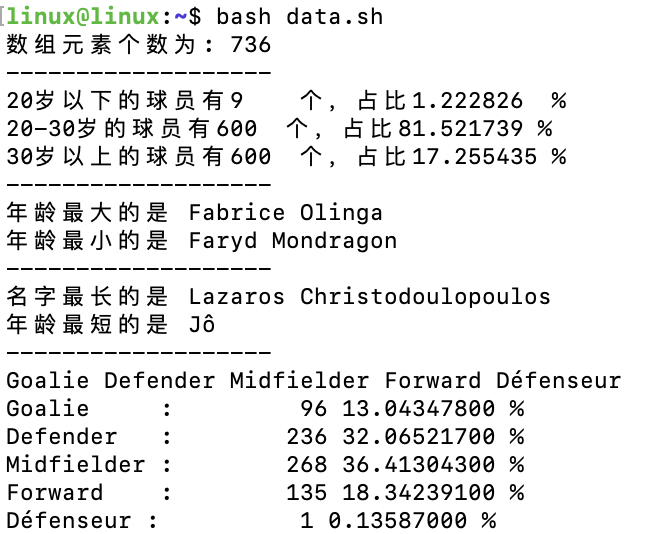 [linux@linux:~$ bash data.sh
数组元素个数为: 736
-------------------
20岁以下的球员有9    个, 占比1.222826  %
20-30岁的球员有600  个, 占比81.521739 %
30岁以上的球员有600  个, 占比17.255435 %
-------------------
年龄最大的是 Fabrice Olinga
年龄最小的是 Faryd Mondragon
-------------------
名字最长的是 Lazaros Christodoulopoulos
年龄最短的是 Jô
-------------------
Goalie Defender Midfielder Forward Défenseur
Goalie     :         96 13.04347800 %
Defender   :        236 32.06521700 %
Midfielder :        268 36.41304300 %
Forward    :        135 18.34239100 %
Défenseur :          1 0.13587000 %